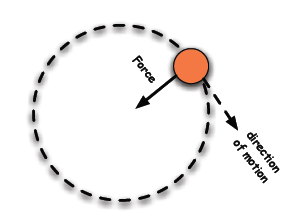 Force
direction
of motion